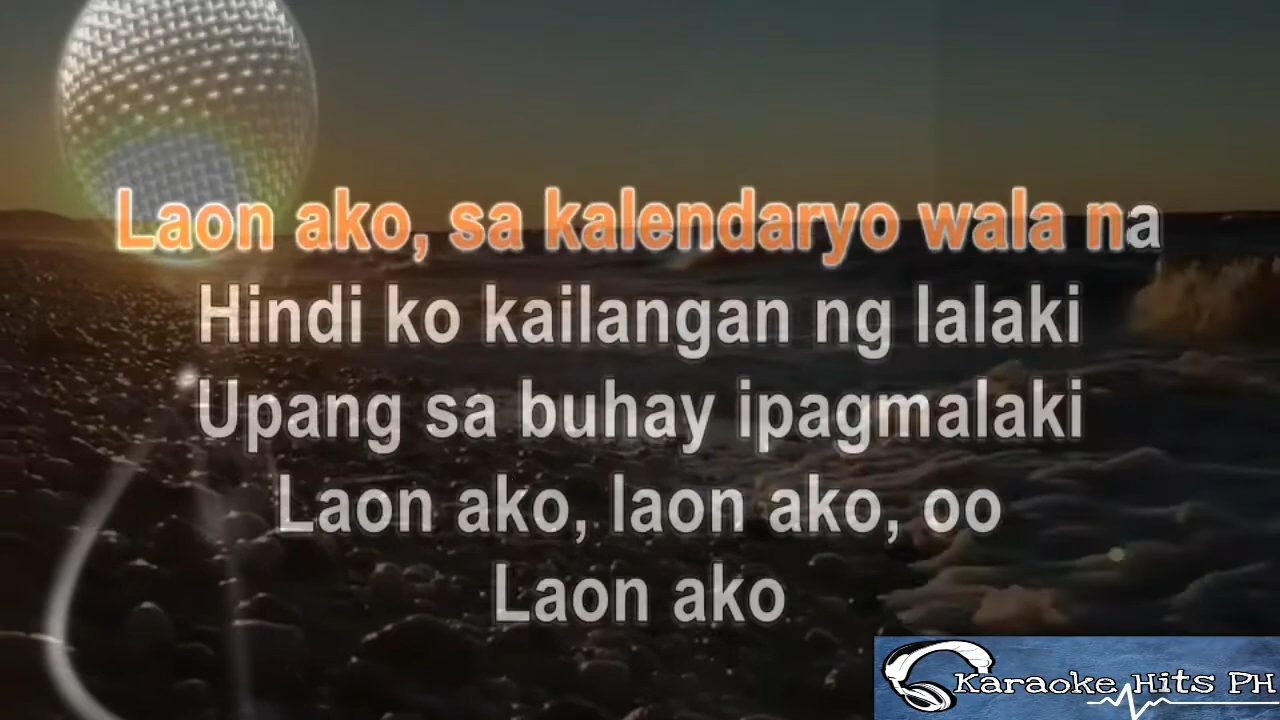 Laon ako, sa kalendaryo wala na
Hindi ko kailangan ng lalaki
Upang sa buhay ipagmalaki
Laon ako, laon ako, oo
Laon ako
Karaoke Hits PH